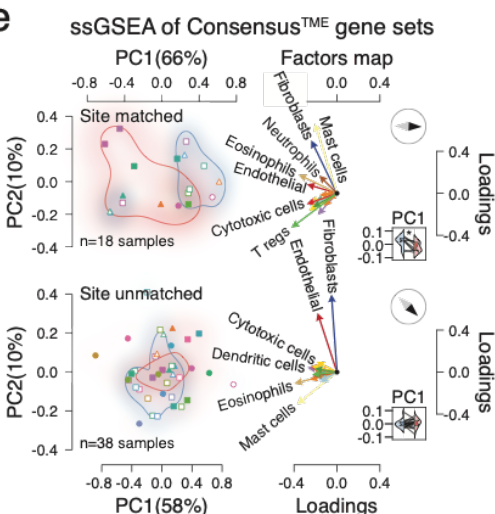 e
ssGSEA of Consensusᵀᴹᴱ gene sets
PC1(66%)
Factors map
-0.8 -0.4 0.0 0.4 0.8
0.0 0.4
Site matched
PC2(10%)
0.4
0.2
0.0
-0.2
-0.4
n=18 samples
Fibroblasts
Mast cells
Neutrophils
Eosinophils
Endothelial
Cytotoxic cells
T regs
0.4
0.0
-0.4
Loadings
PC1
0.1
0.0
-0.1
*
Site unmatched
PC2(10%)
0.4
0.2
0.0
-0.2
-0.4
n=38 samples
Endothelial
Fibroblasts
Cytotoxic cells
Dendritic cells
Eosinophils
Mast cells
0.4
0.0
-0.4
Loadings
PC1
0.1
0.0
-0.1
-0.8 -0.4 0.0 0.4 0.8
PC1(58%)
-0.4 0.0 0.4
Loadings